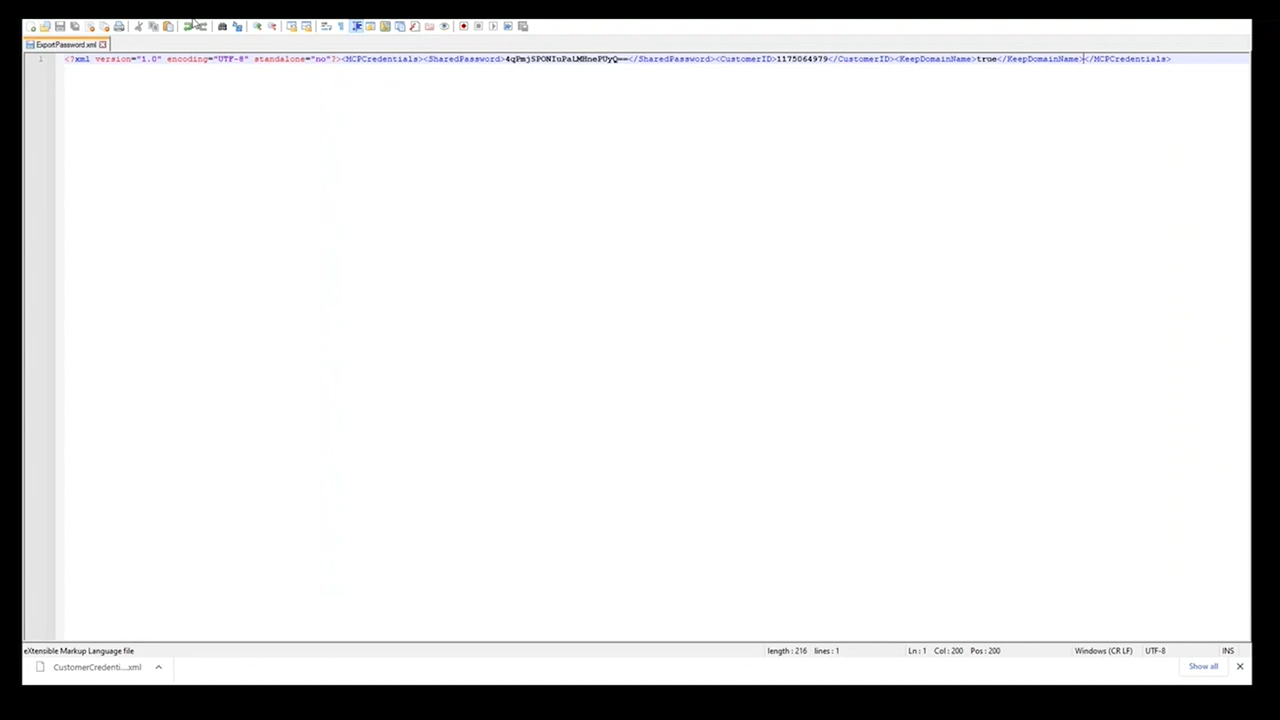 ExportPassword.xml
1 <?xml version="1.0" encoding="UTF-8" standalone="no"?><MCPCredentials><SharedPassword>4qPmjSPONIuPaLMHnePUyQ==</SharedPassword><CustomerID>1175064979</CustomerID><KeepDomainName>true</KeepDomainName></MCPCredentials>
eXtensible Markup Language file length : 216 lines : 1 Ln : 1 Col : 200 Pos : 200 Windows (CR LF) UTF-8 INS
CustomerCredenti....xml Show all